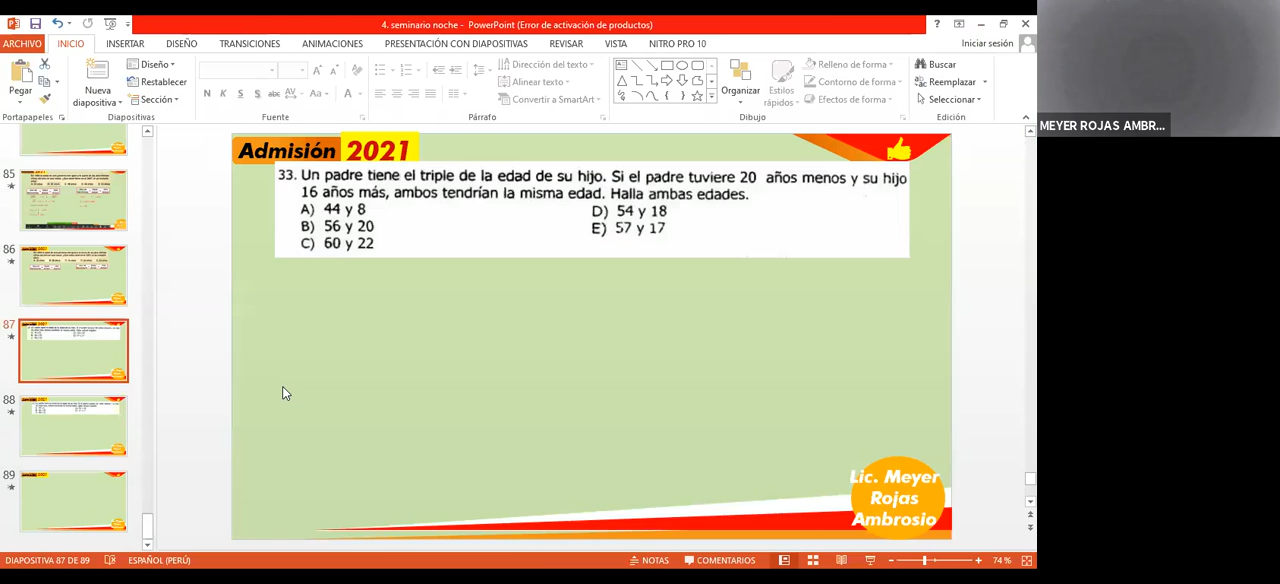 4. seminario noche - PowerPoint (Error de activación de productos)
ARCHIVO INICIO INSERTAR DISEÑO TRANSICIONES ANIMACIONES PRESENTACIÓN CON DIAPOSITIVAS REVISAR VISTA NITRO PRO 10 Iniciar sesión
Pegar
Nueva
diapositiva
Diseño
Restablecer
Sección
N K S S abc AV Aa A
Dirección del texto
Alinear texto
Convertir a SmartArt
Organizar
Estilos
rápidos
Relleno de forma
Contorno de forma
Efectos de forma
Buscar
Reemplazar
Seleccionar
Portapapeles Diapositivas Fuente Párrafo Dibujo Edición
MEYER ROJAS AMBR...
85
86
87
88
89
Admisión 2021
33. Un padre tiene el triple de la edad de su hijo. Si el padre tuviere 20 años menos y su hijo
16 años más, ambos tendrían la misma edad. Halla ambas edades.
A) 44 y 8
B) 56 y 20
C) 60 y 22
D) 54 y 18
E) 57 y 17
Lic. Meyer
Rojas
Ambrosio
DIAPOSITIVA 87 DE 89 ESPAÑOL (PERÚ) NOTAS COMENTARIOS 74 %